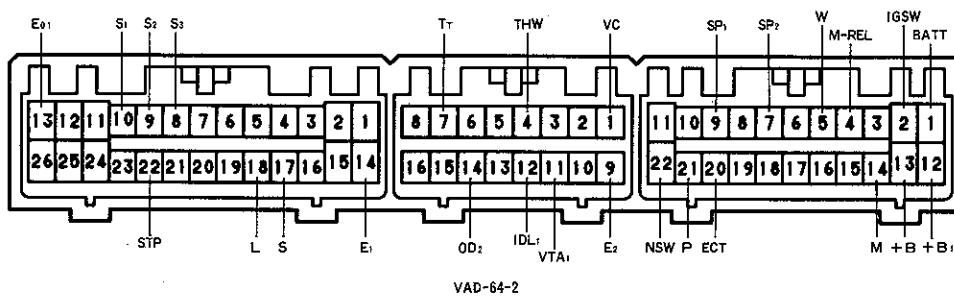 E01 S1 S2 S3 TT THW VC SP1 SP2 W M-REL IGSW BATT
13 12 11 10 9 8 7 6 5 4 3 2 1
26 25 24 23 22 21 20 19 18 17 16 15 14
8 7 6 5 4 3 2 1
16 15 14 13 12 11 10 9
11 10 9 8 7 6 5 4 3 2 1
22 21 20 19 18 17 16 15 14 13 12
STP L S E1 OD2 IDL1 VTA1 E2 NSW P ECT M +B +B1
VAD-64-2